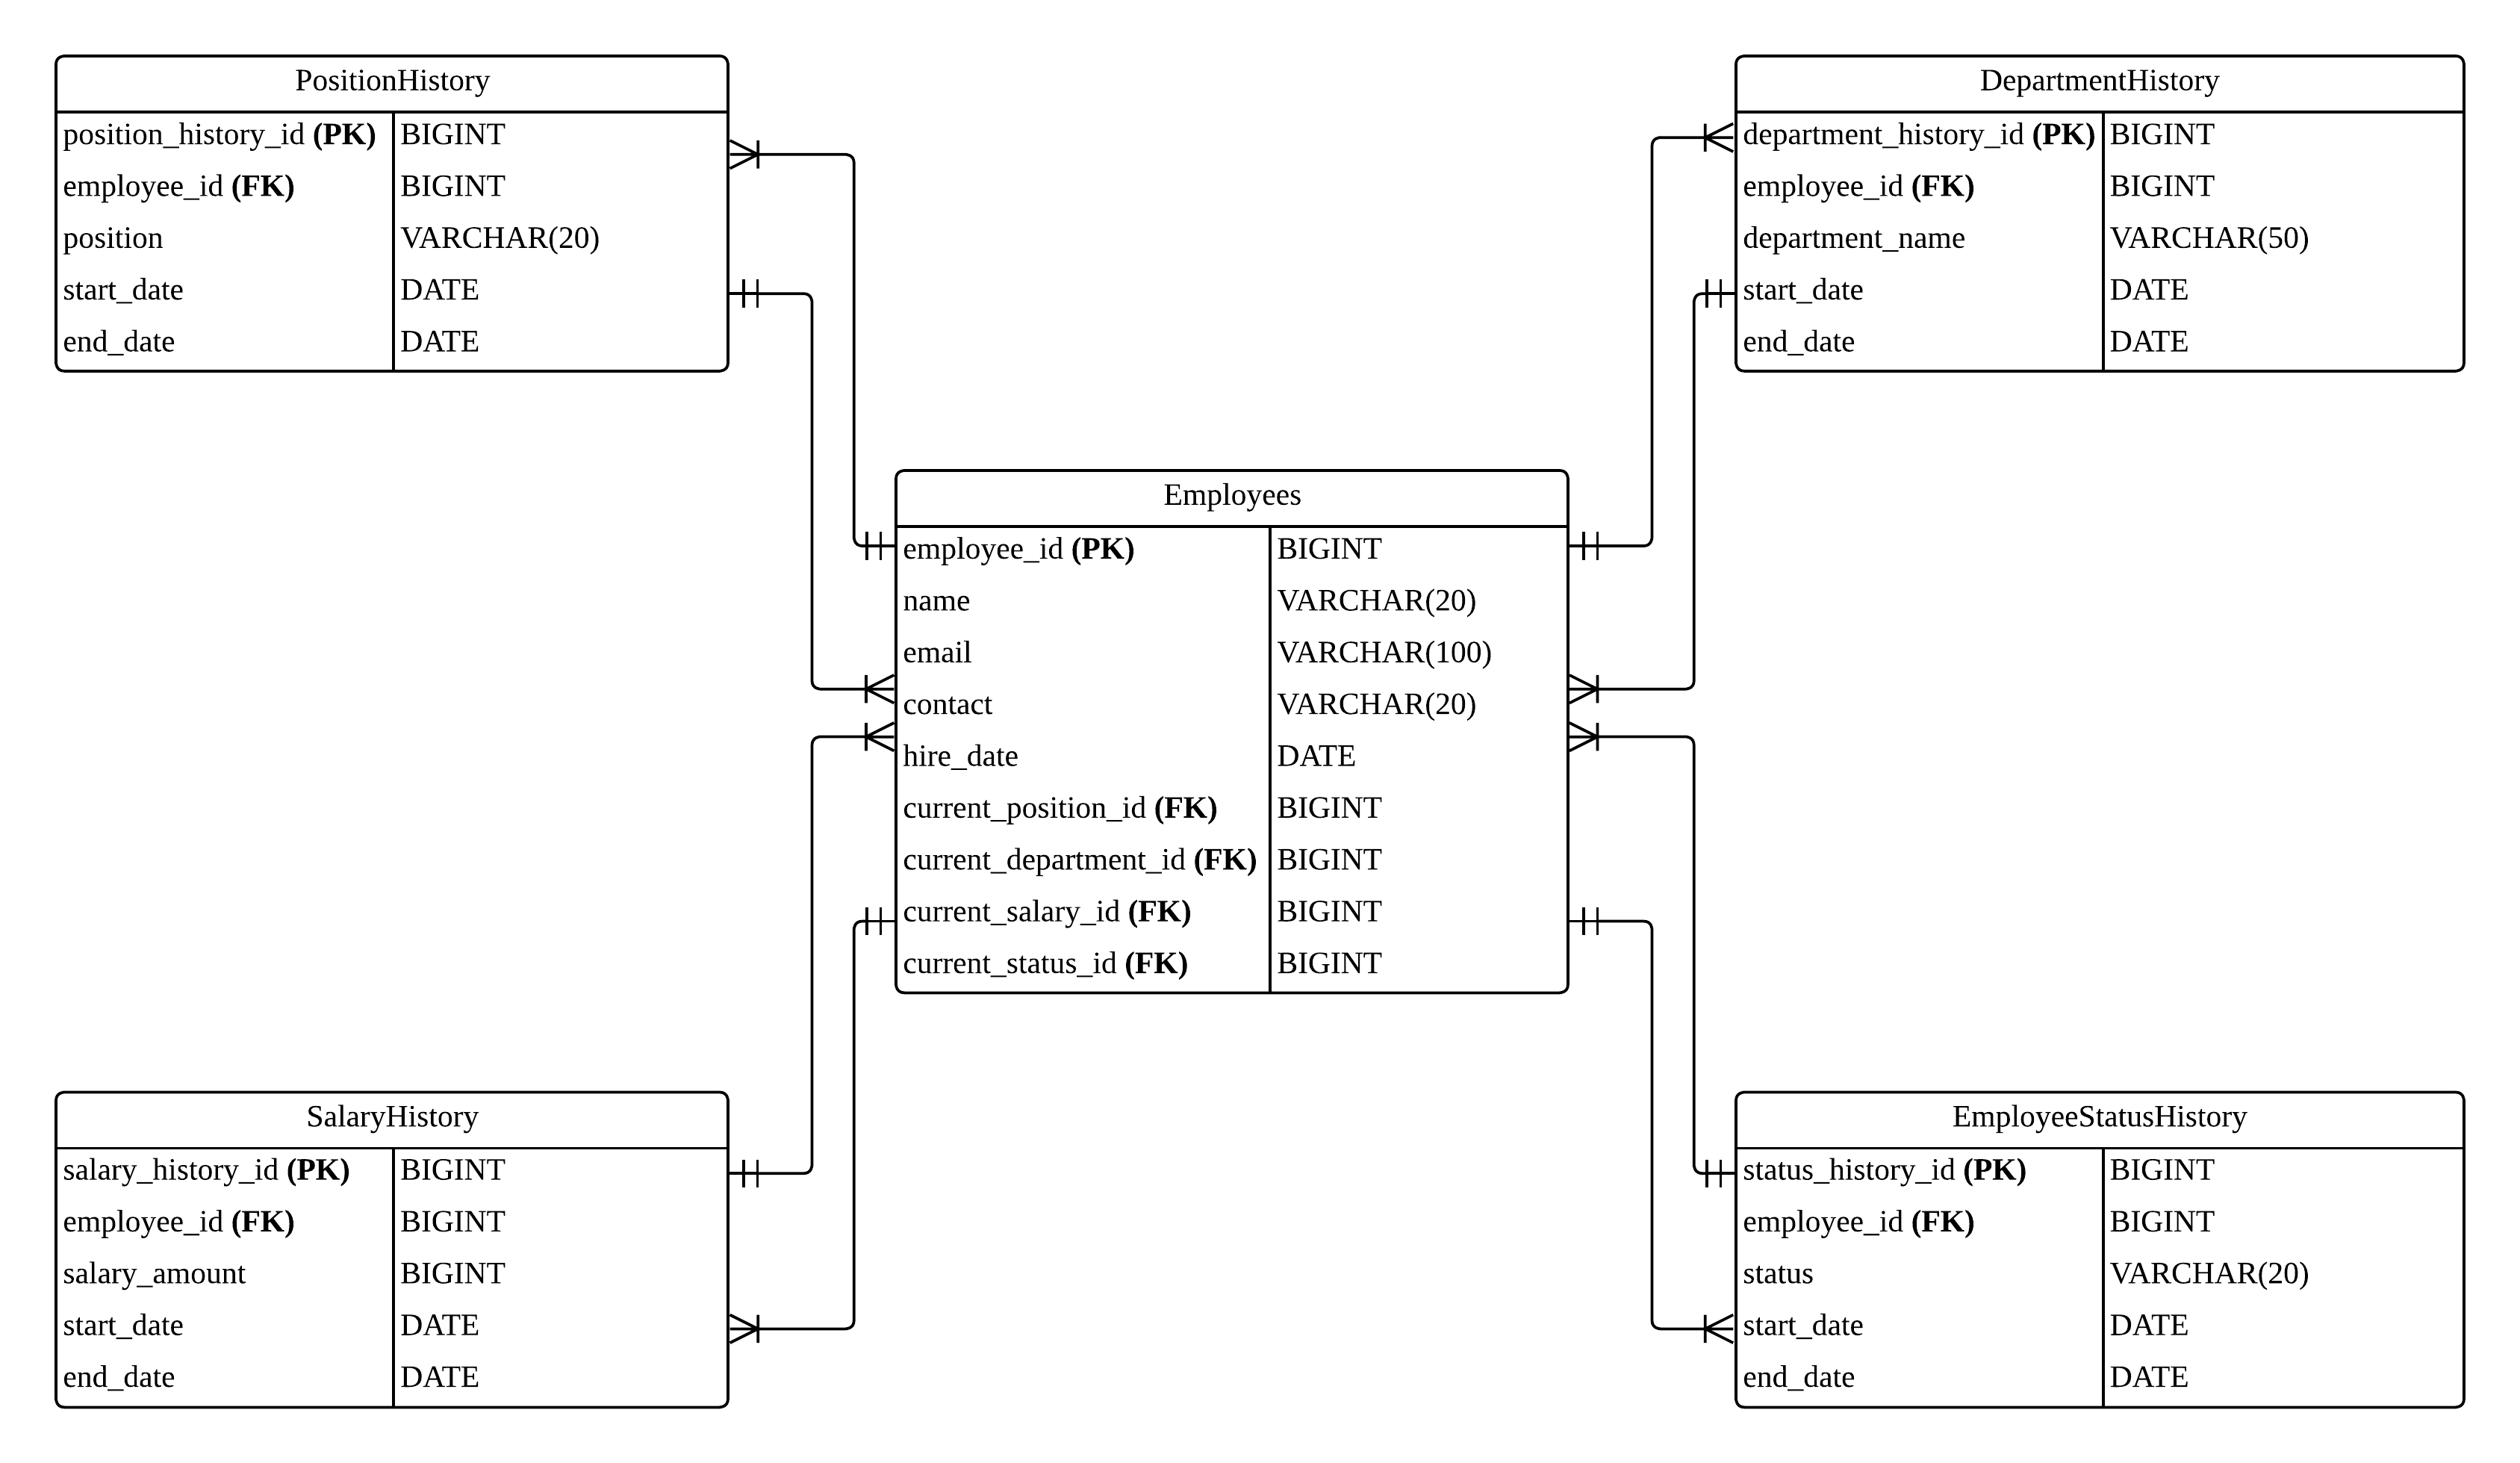 PositionHistory
position_history_id (PK) BIGINT
employee_id (FK) BIGINT
position VARCHAR(20)
start_date DATE
end_date DATE
DepartmentHistory
department_history_id (PK) BIGINT
employee_id (FK) BIGINT
department_name VARCHAR(50)
start_date DATE
end_date DATE
Employees
employee_id (PK) BIGINT
name VARCHAR(20)
email VARCHAR(100)
contact VARCHAR(20)
hire_date DATE
current_position_id (FK) BIGINT
current_department_id (FK) BIGINT
current_salary_id (FK) BIGINT
current_status_id (FK) BIGINT
SalaryHistory
salary_history_id (PK) BIGINT
employee_id (FK) BIGINT
salary_amount BIGINT
start_date DATE
end_date DATE
EmployeeStatusHistory
status_history_id (PK) BIGINT
employee_id (FK) BIGINT
status VARCHAR(20)
start_date DATE
end_date DATE